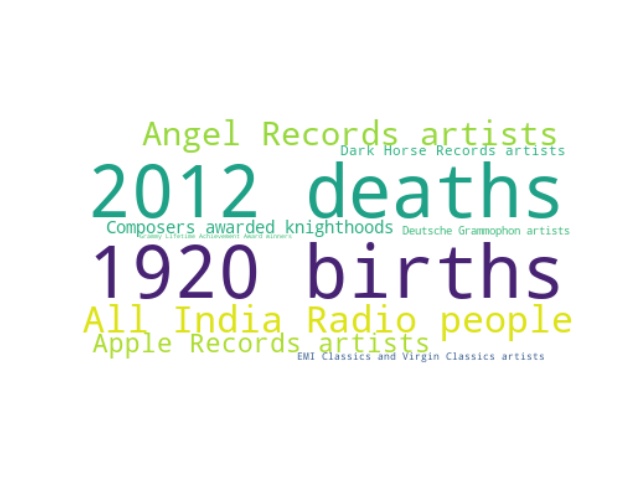 Angel Records artists
Dark Horse Records artists
2012 deaths
Composers awarded knighthoods
Deutsche Grammophon artists
Grammy Lifetime Achievement Award winners
1920 births
All India Radio people
Apple Records artists
EMI Classics and Virgin Classics artists